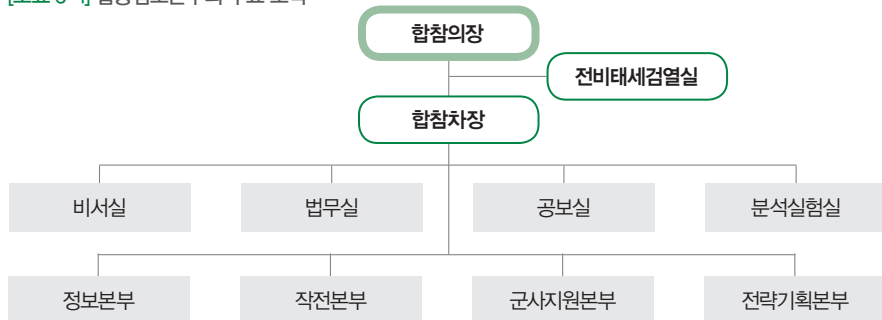 합참의장
전비태세검열실
합참차장
비서실 법무실 공보실 분석실험실
정보본부 작전본부 군사지원본부 전략기획본부